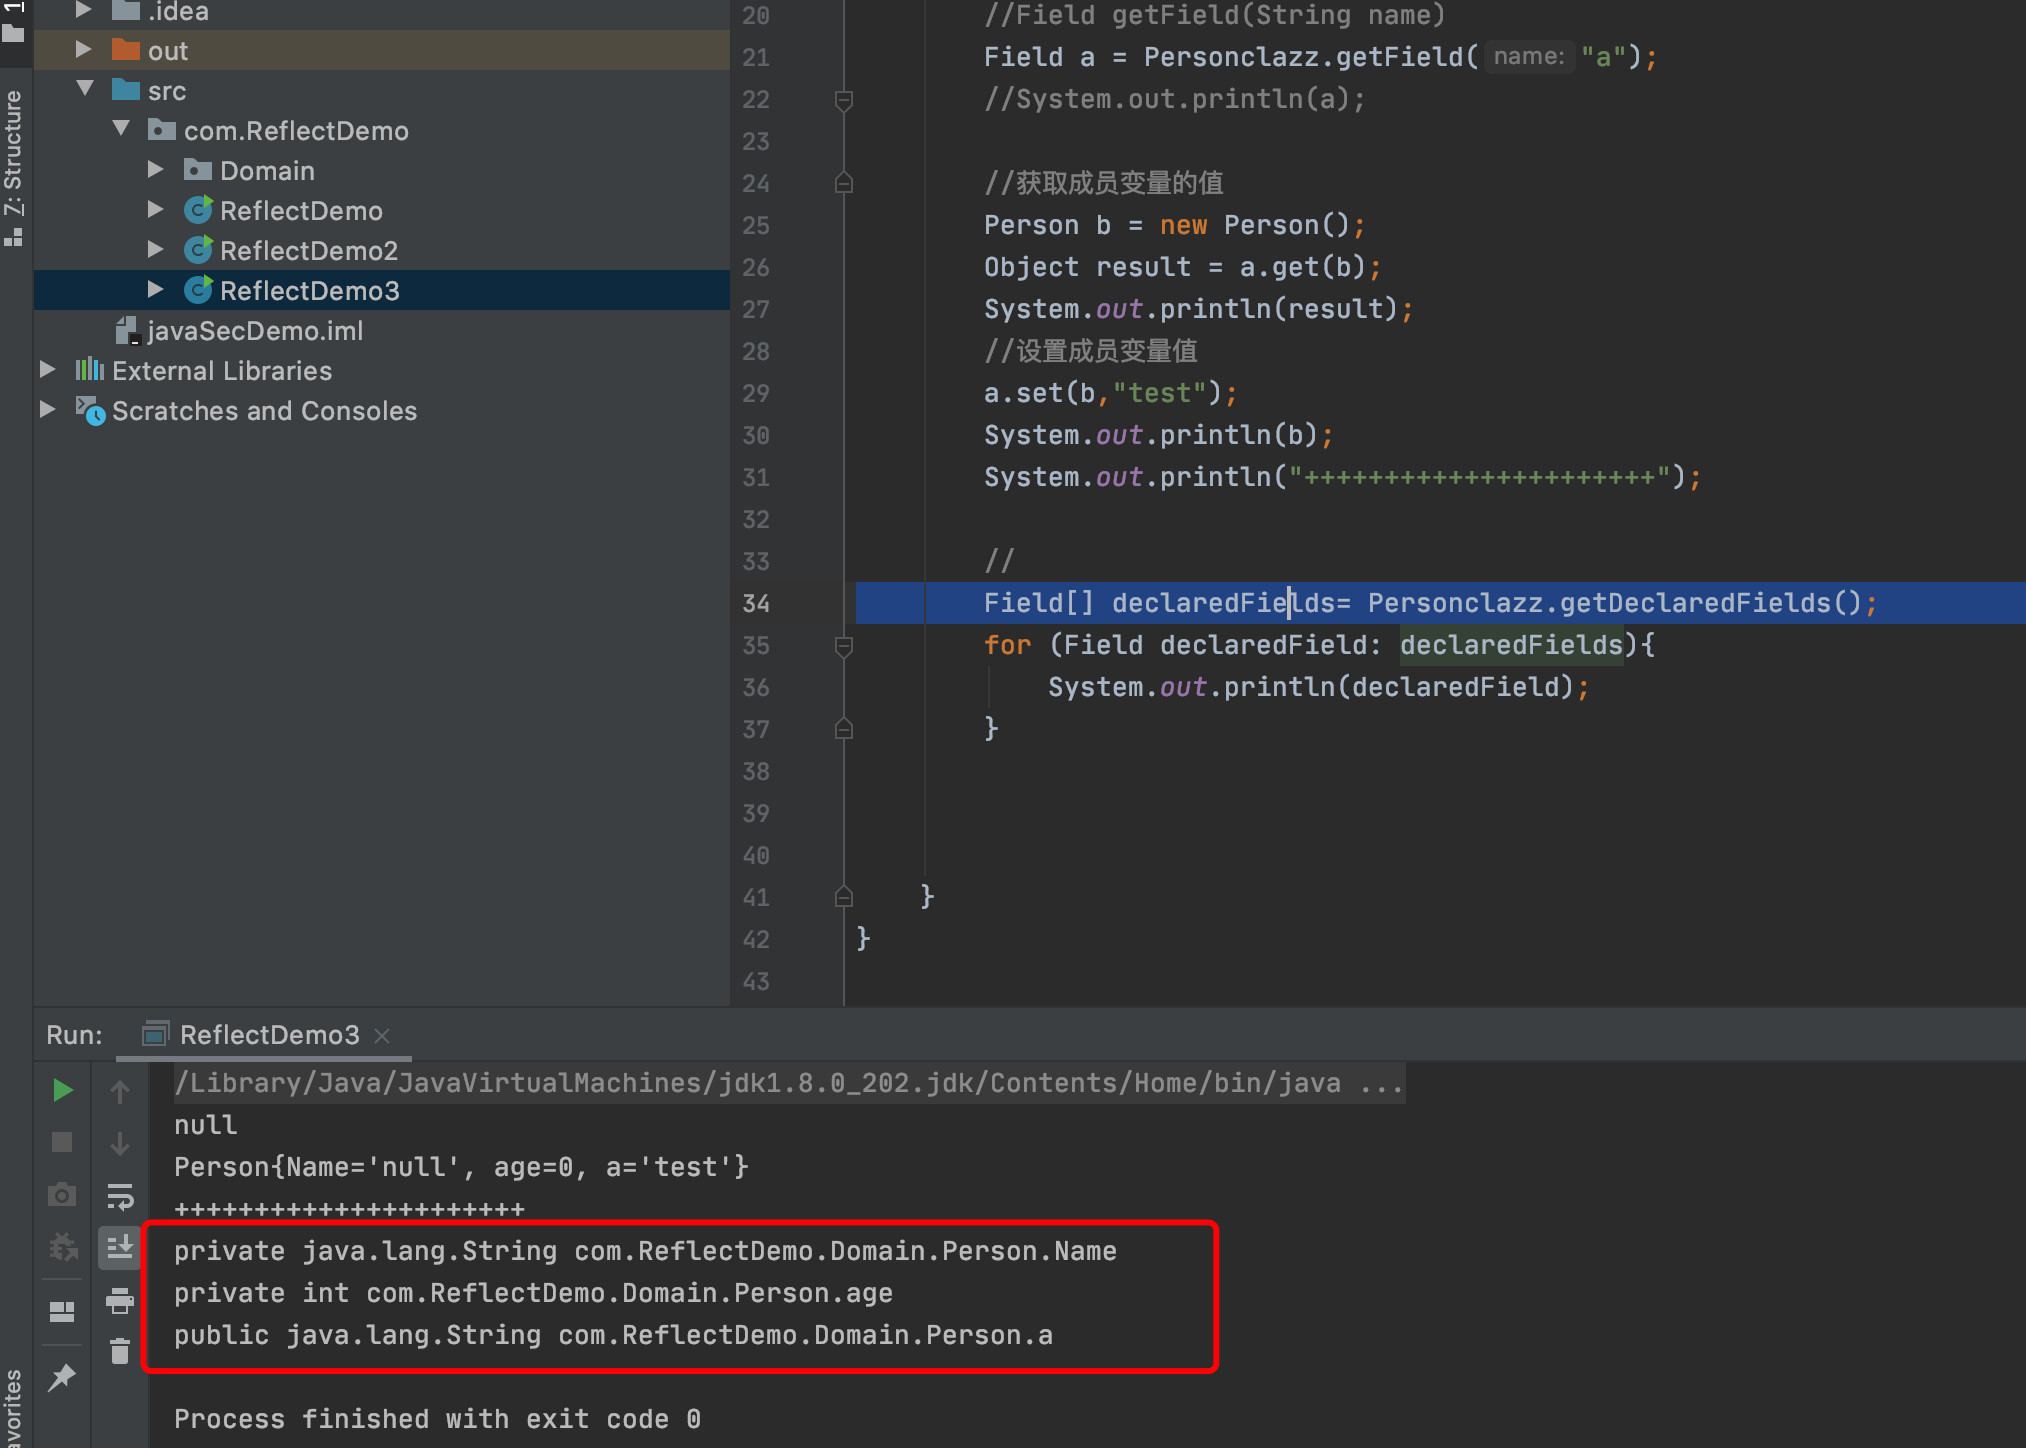 1
Z: Structure
avorites
.idea
out
src
com.ReflectDemo
Domain
ReflectDemo
ReflectDemo2
ReflectDemo3
javaSecDemo.iml
External Libraries
Scratches and Consoles
20 //Field getField(String name)
21 Field a = Personclazz.getField( name: "a");
22 //System.out.println(a);
23
24 //获取成员变量的值
25 Person b = new Person();
26 Object result = a.get(b);
27 System.out.println(result);
28 //设置成员变量值
29 a.set(b,"test");
30 System.out.println(b);
31 System.out.println("++++++++++++++++++++++");
32
33 //
34 Field[] declaredFields= Personclazz.getDeclaredFields();
35 for (Field declaredField: declaredFields){
36 System.out.println(declaredField);
37 }
38
39
40
41 }
42 }
43
Run: ReflectDemo3
/Library/Java/JavaVirtualMachines/jdk1.8.0_202.jdk/Contents/Home/bin/java ...
null
Person{Name='null', age=0, a='test'}
++++++++++++++++++++++
private java.lang.String com.ReflectDemo.Domain.Person.Name
private int com.ReflectDemo.Domain.Person.age
public java.lang.String com.ReflectDemo.Domain.Person.a
Process finished with exit code 0